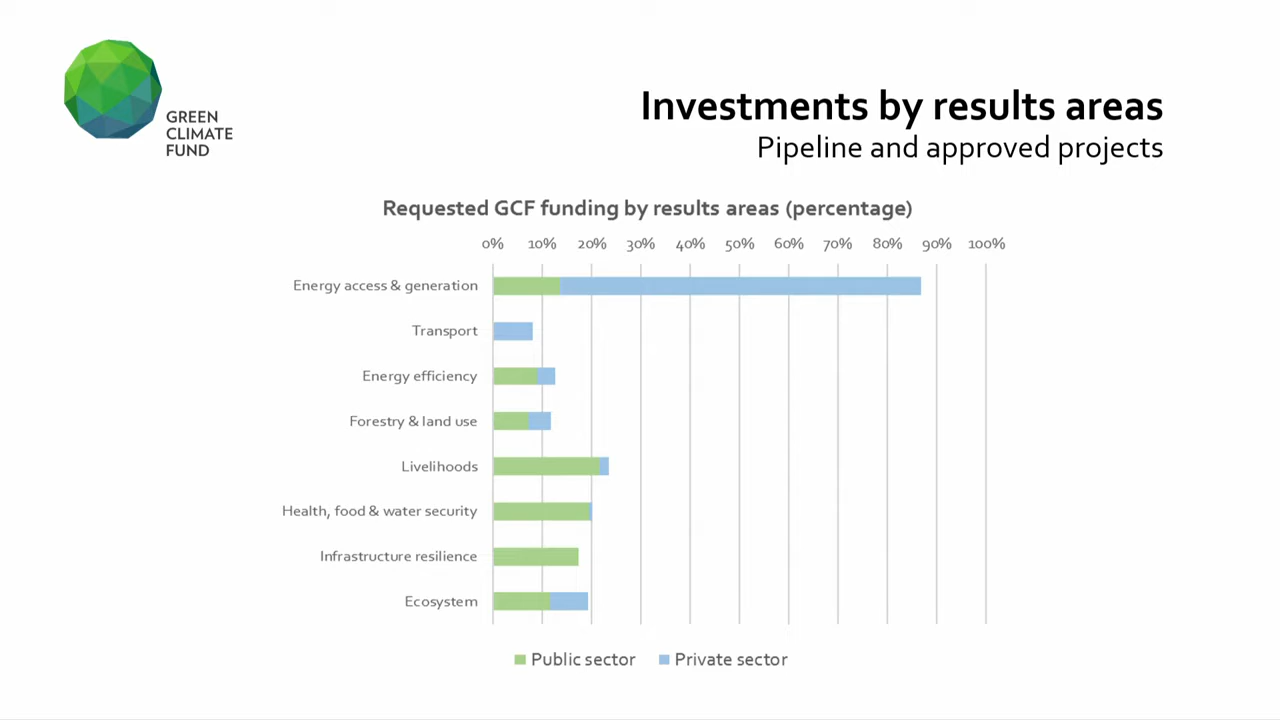 GREEN
CLIMATE
FUND
Investments by results areas
Pipeline and approved projects
Requested GCF funding by results areas (percentage)
0% 10% 20% 30% 40% 50% 60% 70% 80% 90% 100%
Energy access & generation
Transport
Energy efficiency
Forestry & land use
Livelihoods
Health, food & water security
Infrastructure resilience
Ecosystem
Public sector Private sector